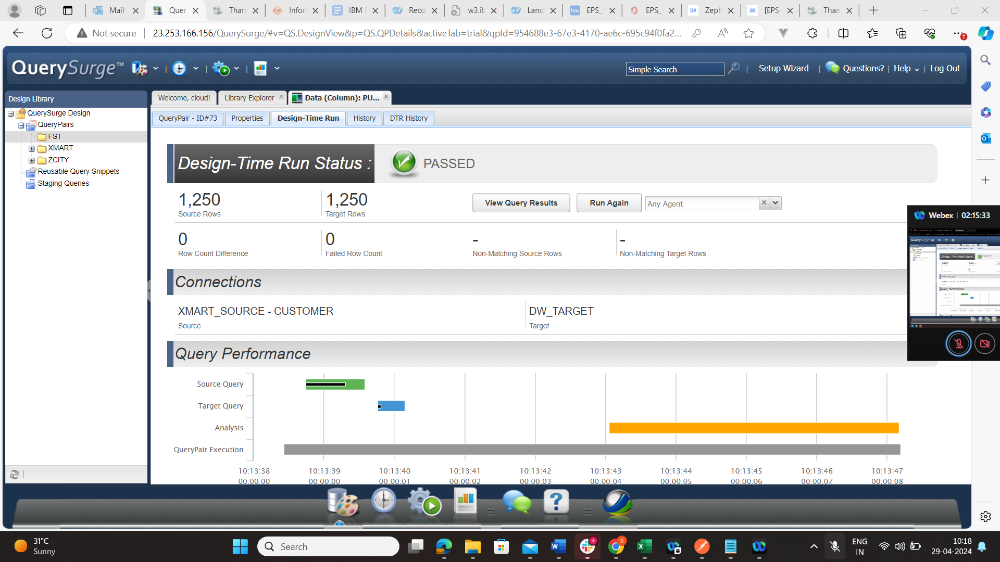 Mail
Quer
Than
Infor
IBM
Reco
w3.ib
Land
EPS_
EPS_
Zeph
[EPS-
Than
Not secure
23.253.166.156/QuerySurge/#v=QS.DesignView&p=QS.QPDetails&activeTab=trial&qpId=954688e3-67e3-4170-ae6c-695c94f0fa2...
QuerySurge™
Simple Search
Setup Wizard
Questions?
Help
Log Out
Design Library
QuerySurge Design
QueryPairs
FST
XMART
ZCITY
Reusable Query Snippets
Staging Queries
Welcome, cloud!
Library Explorer
Data (Column): PU...
QueryPair - ID#73
Properties
Design-Time Run
History
DTR History
Design-Time Run Status :
PASSED
1,250
Source Rows
1,250
Target Rows
View Query Results
Run Again
Any Agent
0
Row Count Difference
0
Failed Row Count
-
Non-Matching Source Rows
-
Non-Matching Target Rows
Connections
XMART_SOURCE - CUSTOMER
Source
DW_TARGET
Target
Query Performance
Source Query
Target Query
Analysis
QueryPair Execution
10:13:38 10:13:39 10:13:40 10:13:41 10:13:42 10:13:43 10:13:44 10:13:45 10:13:46 10:13:47
00:00:00 00:00:00 00:00:01 00:00:02 00:00:03 00:00:04 00:00:05 00:00:06 00:00:07 00:00:08
Webex 02:15:33
31°C
Sunny
Search
ENG
IN
10:18
29-04-2024